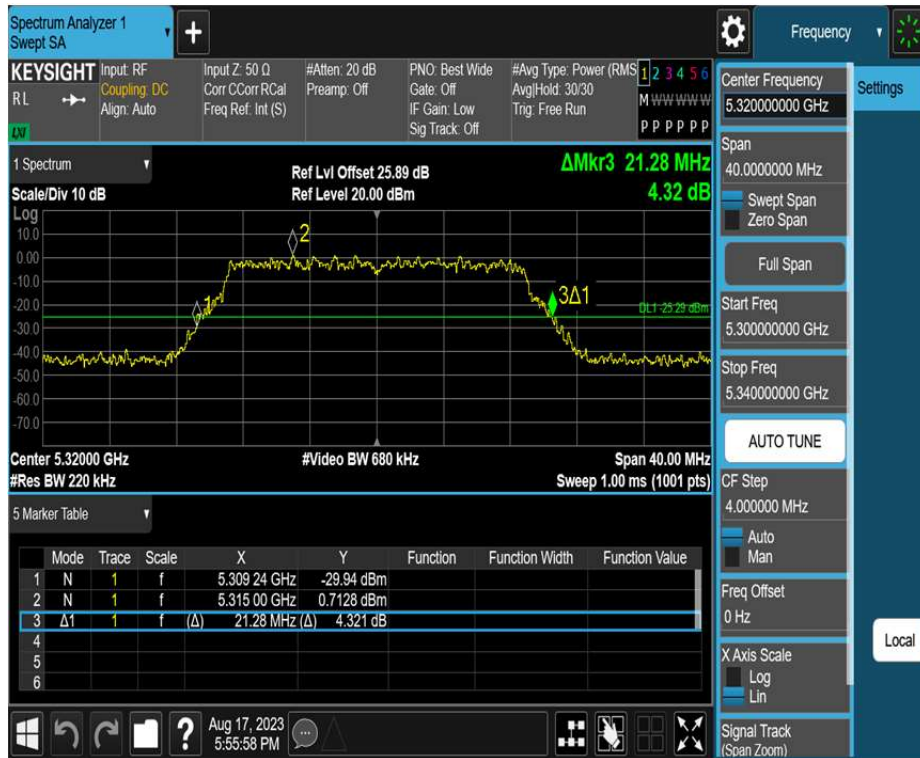 Spectrum Analyzer 1
Swept SA
+
Frequency
KEYSIGHT
RL
LXI
Input: RF
Coupling: DC
Align: Auto
Input Z: 50 Ω
Corr CCorr RCal
Freq Ref: Int (S)
#Atten: 20 dB
Preamp: Off
PNO: Best Wide
Gate: Off
IF Gain: Low
Sig Track: Off
#Avg Type: Power (RMS
Avg|Hold: 30/30
Trig: Free Run
1 2 3 4 5 6
M W W W W W
P P P P P P
Center Frequency
5.320000000 GHz
Settings
Span
40.0000000 MHz
Swept Span
Zero Span
Full Span
Start Freq
5.300000000 GHz
Stop Freq
5.340000000 GHz
AUTO TUNE
CF Step
4.000000 MHz
Auto
Man
Freq Offset
0 Hz
X Axis Scale
Log
Lin
Signal Track
(Span Zoom)
Local
1 Spectrum
Scale/Div 10 dB
Ref Lvl Offset 25.89 dB
Ref Level 20.00 dBm
ΔMkr3 21.28 MHz
4.32 dB
Log
10.0
0.00
-10.0
-20.0
-30.0
-40.0
-50.0
-60.0
-70.0
2
1
3Δ1
DL1 -25.29 dBm
Center 5.32000 GHz
#Res BW 220 kHz
#Video BW 680 kHz
Span 40.00 MHz
Sweep 1.00 ms (1001 pts)
5 Marker Table
Mode Trace Scale X Y Function Function Width Function Value
1 N 1 f 5.309 24 GHz -29.94 dBm
2 N 1 f 5.315 00 GHz 0.7128 dBm
3 Δ1 1 f (Δ) 21.28 MHz (Δ) 4.321 dB
4
5
6
?
Aug 17, 2023
5:55:58 PM